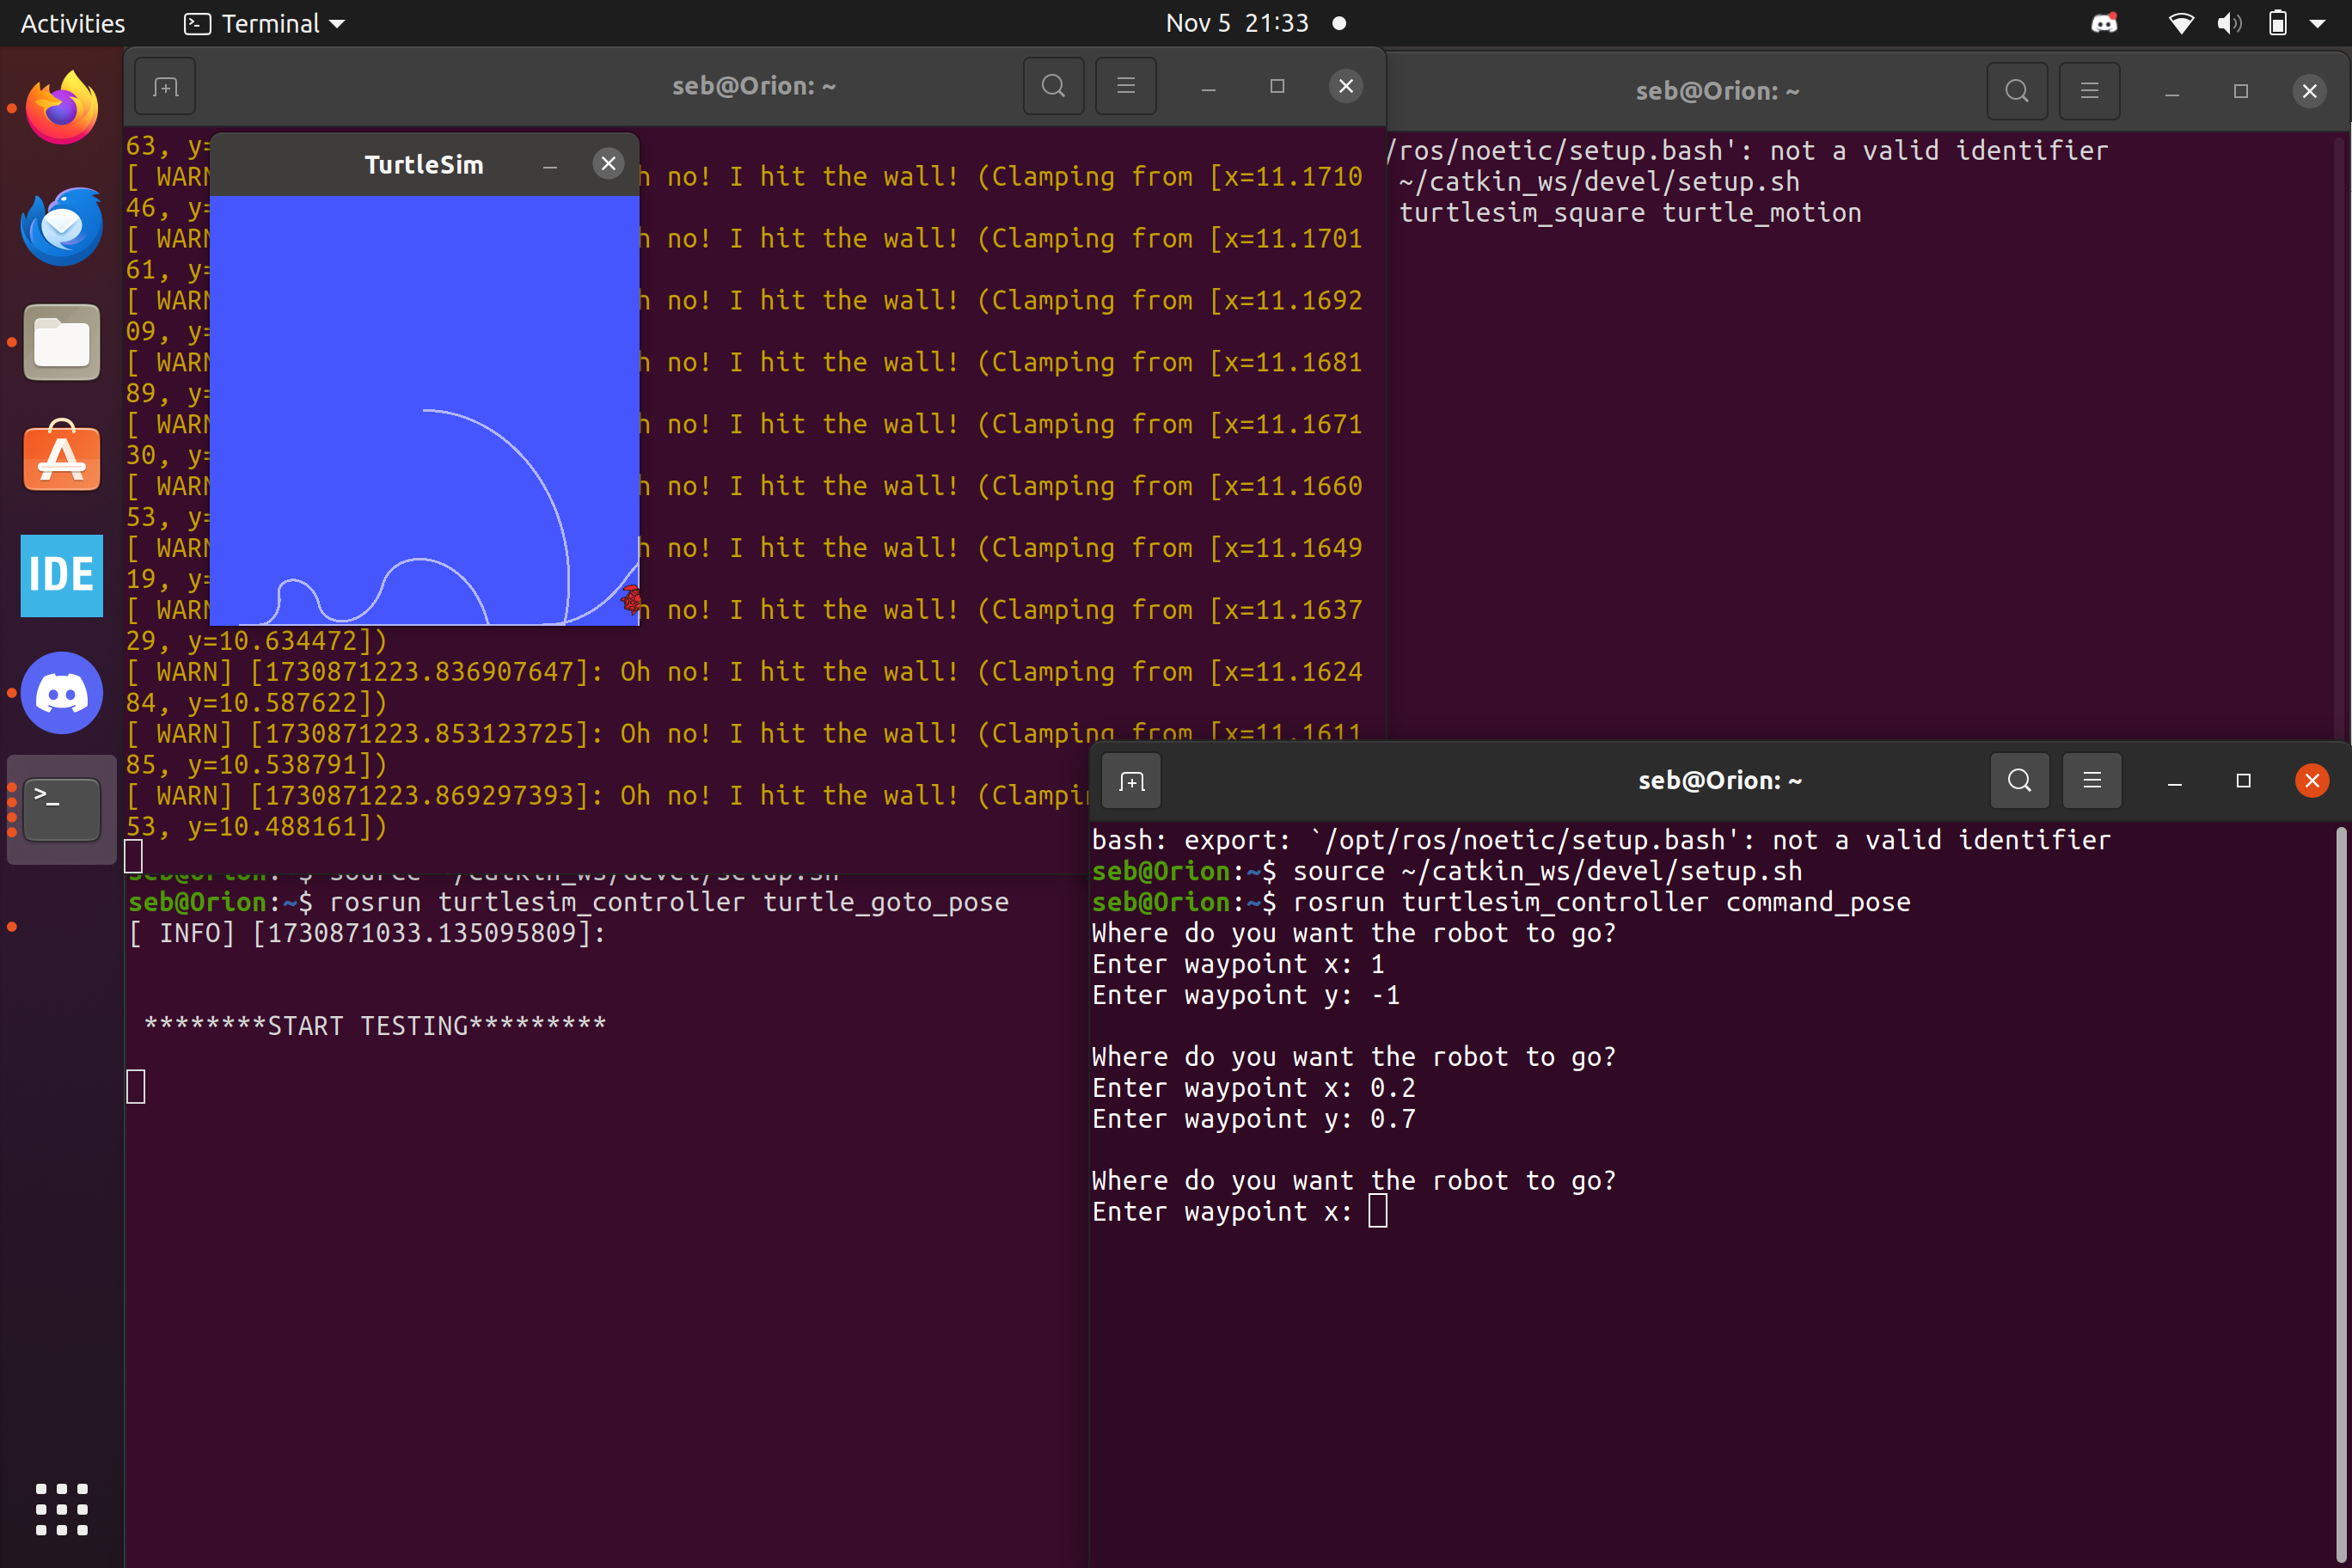 Activities
Terminal
Nov 5 21:33
seb@Orion: ~
63, y=
[ WARN h no! I hit the wall! (Clamping from [x=11.1710
46, y=
[ WARN h no! I hit the wall! (Clamping from [x=11.1701
61, y=
[ WARN h no! I hit the wall! (Clamping from [x=11.1692
09, y=
[ WARN h no! I hit the wall! (Clamping from [x=11.1681
89, y=
[ WARN h no! I hit the wall! (Clamping from [x=11.1671
30, y=
[ WARN h no! I hit the wall! (Clamping from [x=11.1660
53, y=
[ WARN h no! I hit the wall! (Clamping from [x=11.1649
19, y=
[ WARN h no! I hit the wall! (Clamping from [x=11.1637
29, y=10.634472])
[ WARN] [1730871223.836907647]: Oh no! I hit the wall! (Clamping from [x=11.1624
84, y=10.587622])
[ WARN] [1730871223.853123725]: Oh no! I hit the wall! (Clamping from [x=11.1611
85, y=10.538791])
[ WARN] [1730871223.869297393]: Oh no! I hit the wall! (Clampin
53, y=10.488161])
TurtleSim
seb@Orion: ~
/ros/noetic/setup.bash': not a valid identifier
~/catkin_ws/devel/setup.sh
turtlesim_square turtle_motion
IDE
>_
seb@Orion:~$ source ~/catkin_ws/devel/setup.sh
seb@Orion:~$ rosrun turtlesim_controller turtle_goto_pose
[ INFO] [1730871033.135095809]:
********START TESTING*********
seb@Orion: ~
bash: export: `/opt/ros/noetic/setup.bash': not a valid identifier
seb@Orion:~$ source ~/catkin_ws/devel/setup.sh
seb@Orion:~$ rosrun turtlesim_controller command_pose
Where do you want the robot to go?
Enter waypoint x: 1
Enter waypoint y: -1
Where do you want the robot to go?
Enter waypoint x: 0.2
Enter waypoint y: 0.7
Where do you want the robot to go?
Enter waypoint x: